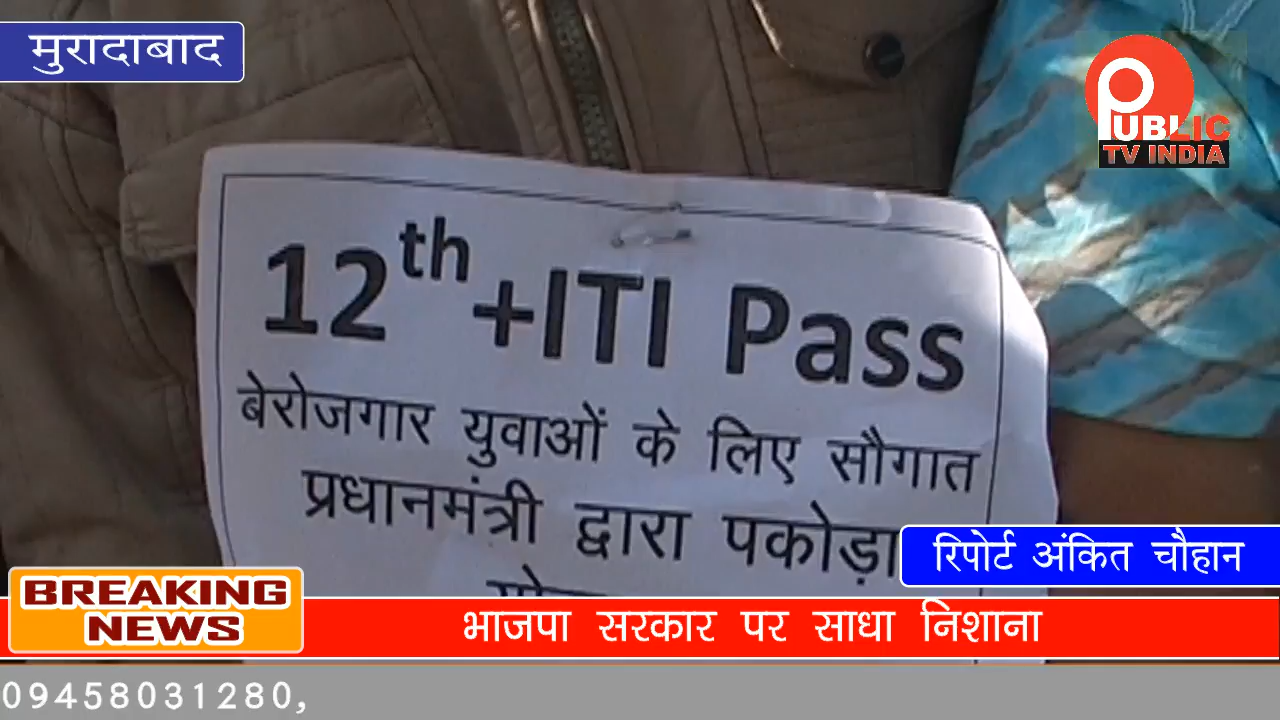 मुरादाबाद
PUBLIC
TV INDIA
12th+ITI Pass
बेरोजगार युवाओं के लिए सौगात
प्रधानमंत्री द्वारा पकोड़ा
रिपोर्ट अंकित चौहान
BREAKING
NEWS
भाजपा सरकार पर साधा निशाना
09458031280,